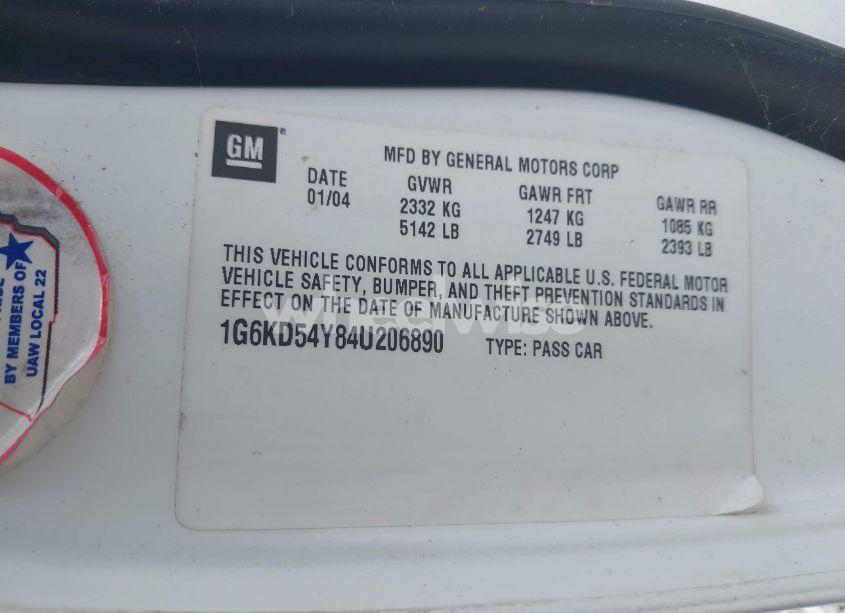 GM
MFD BY GENERAL MOTORS CORP
DATE GVWR GAWR FRT GAWR RR
01/04 2332 KG 1247 KG 1085 KG
5142 LB 2749 LB 2393 LB
THIS VEHICLE CONFORMS TO ALL APPLICABLE U.S. FEDERAL MOTOR
VEHICLE SAFETY, BUMPER, AND THEFT PREVENTION STANDARDS IN
EFFECT ON THE DATE OF MANUFACTURE SHOWN ABOVE.
1G6KD54Y84U206890 TYPE: PASS CAR
BY MEMBERS OF
UAW LOCAL 22